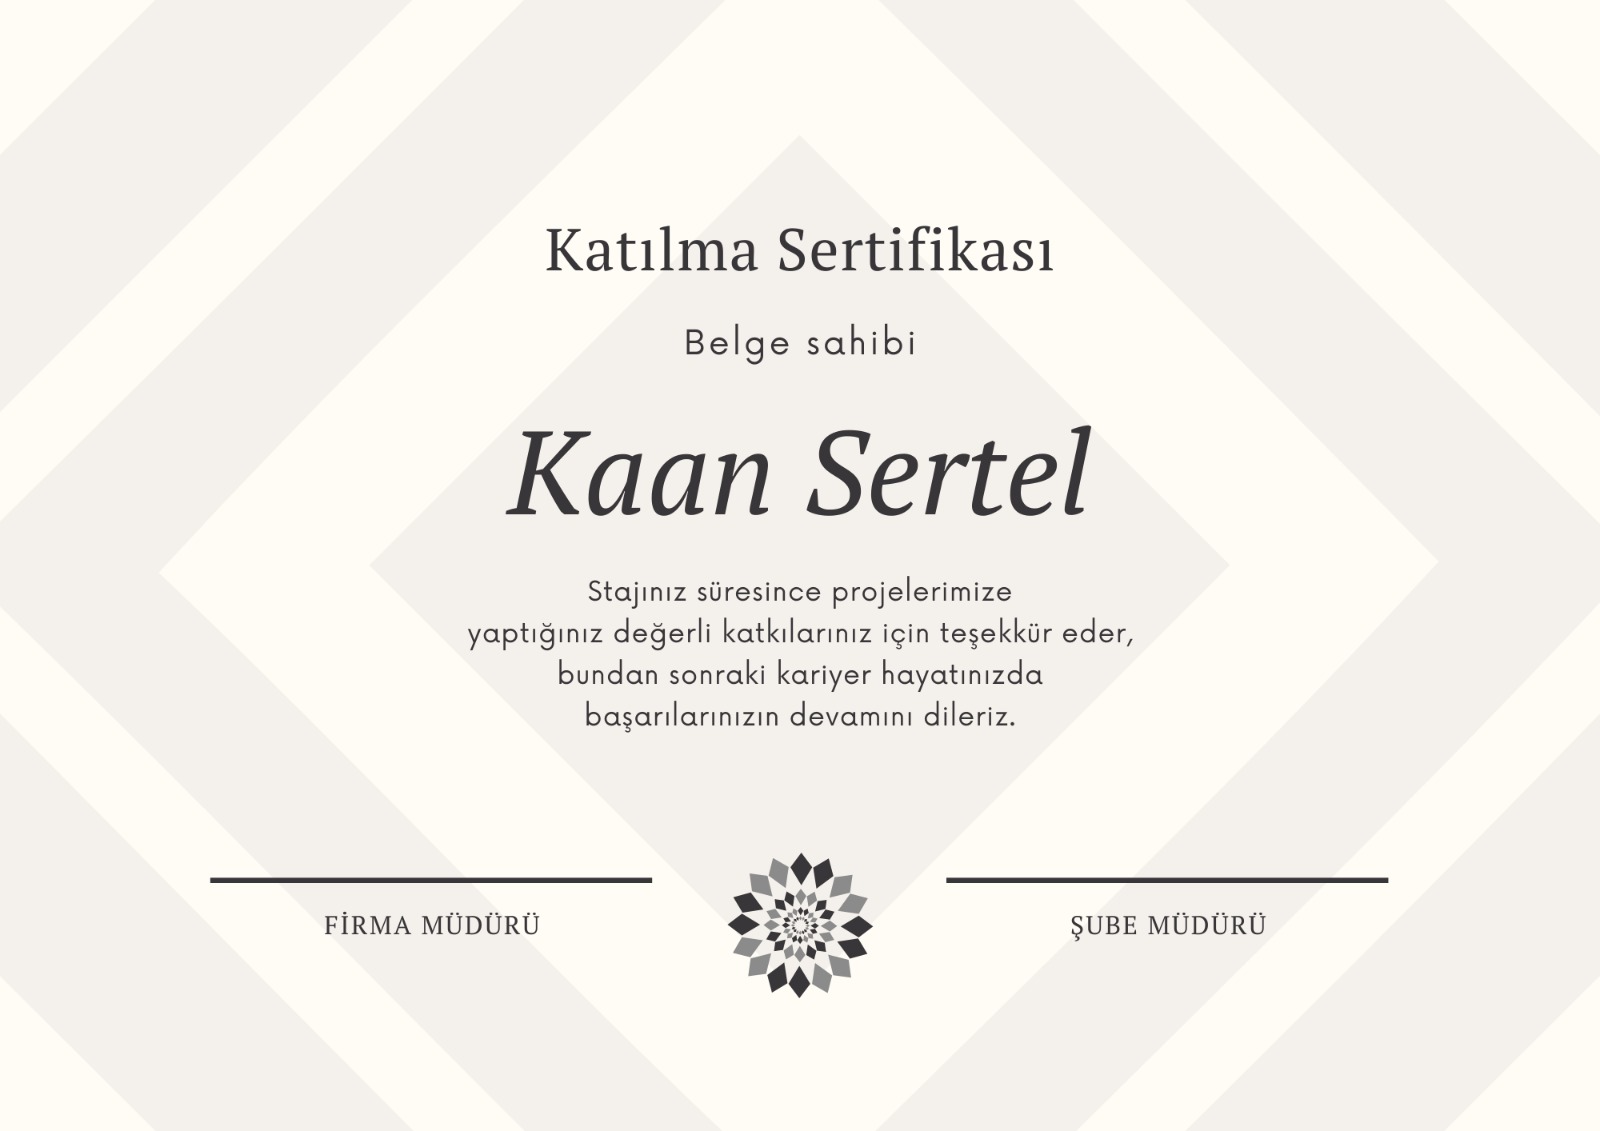 Katılma Sertifikası
Belge sahibi
Kaan Sertel
Stajınız süresince projelerimize
yaptığınız değerli katkılarınız için teşekkür eder,
bundan sonraki kariyer hayatınızda
başarılarınızın devamını dileriz.
FİRMA MÜDÜRÜ
ŞUBE MÜDÜRÜ